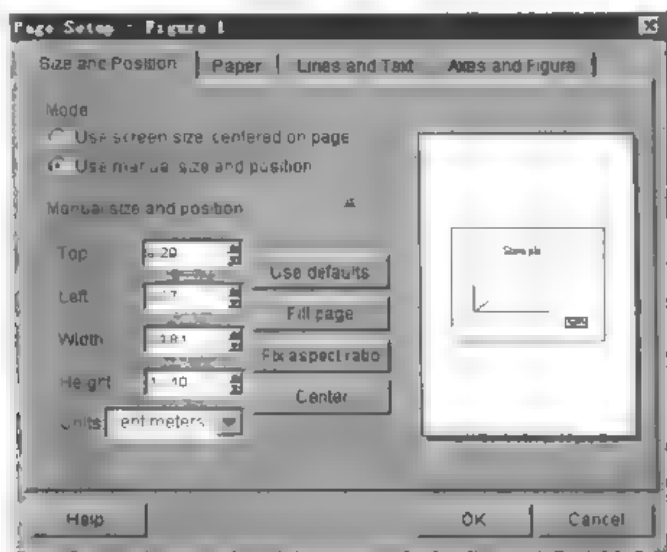 Page Setup - Figure 1
Size and Position Paper Lines and Text Axes and Figure
Mode
Use screen size, centered on page
Use manual size and position
Manual size and position
Top
Use defaults
Left
Fill page
Width
Fix aspect ratio
Height
Center
Units:
Sample
Help OK Cancel